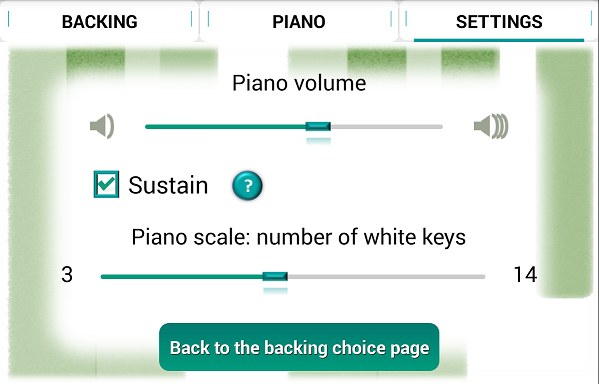 BACKING PIANO SETTINGS
Piano volume
Sustain ?
Piano scale: number of white keys
3 14
Back to the backing choice page